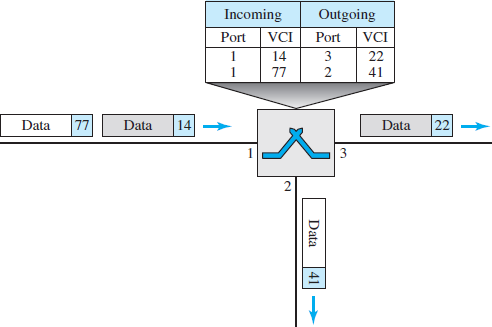 Incoming Outgoing
Port VCI Port VCI
1 14 3 22
1 77 2 41
Data 77 Data 14 Data 22
1 3
2
Data 41